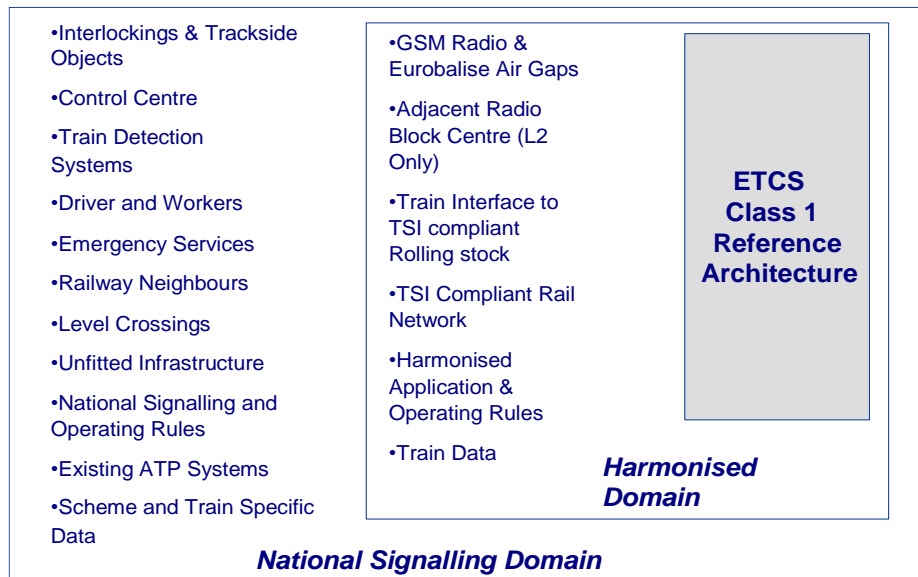 •Interlockings & Trackside
Objects
•Control Centre
•Train Detection
Systems
•Driver and Workers
•Emergency Services
•Railway Neighbours
•Level Crossings
•Unfitted Infrastructure
•National Signalling and
Operating Rules
•Existing ATP Systems
•Scheme and Train Specific
Data
•GSM Radio &
Eurobalise Air Gaps
•Adjacent Radio
Block Centre (L2
Only)
•Train Interface to
TSI compliant
Rolling stock
•TSI Compliant Rail
Network
•Harmonised
Application &
Operating Rules
•Train Data
ETCS
Class 1
Reference
Architecture
Harmonised
Domain
National Signalling Domain